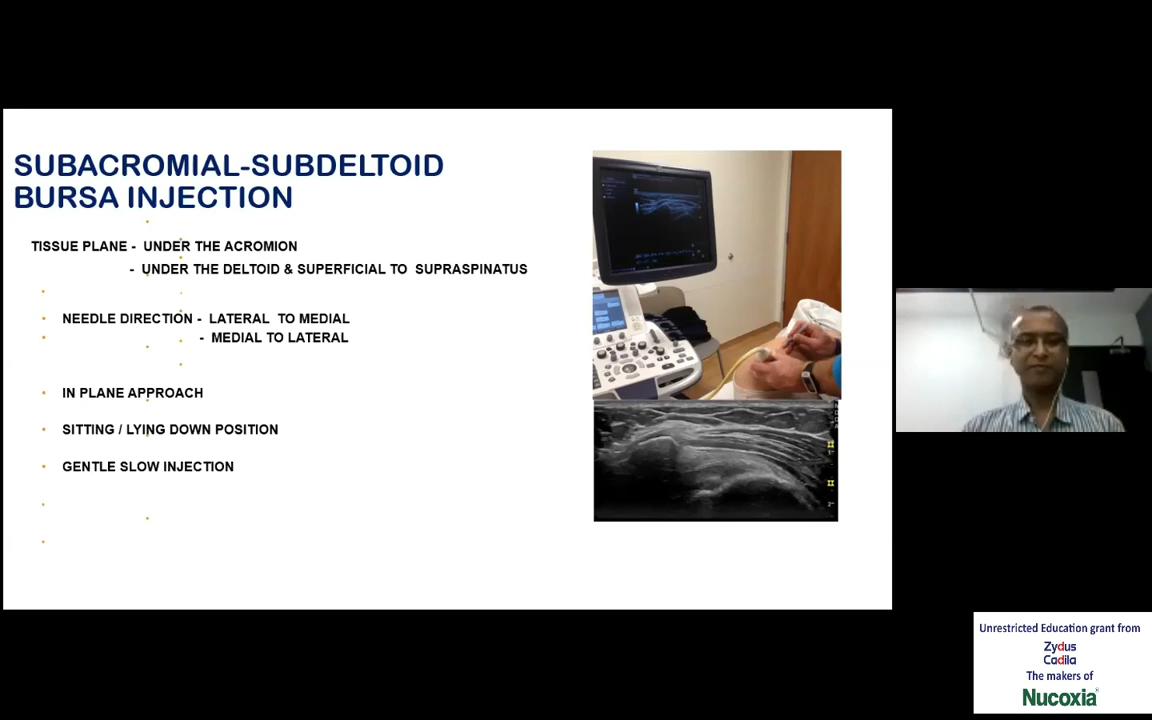 SUBACROMIAL-SUBDELTOID
BURSA INJECTION
TISSUE PLANE - UNDER THE ACROMION
- UNDER THE DELTOID & SUPERFICIAL TO SUPRASPINATUS
NEEDLE DIRECTION - LATERAL TO MEDIAL
- MEDIAL TO LATERAL
IN PLANE APPROACH
SITTING / LYING DOWN POSITION
GENTLE SLOW INJECTION
Unrestricted Education grant from
Zydus
Cadila
The makers of
Nucoxia